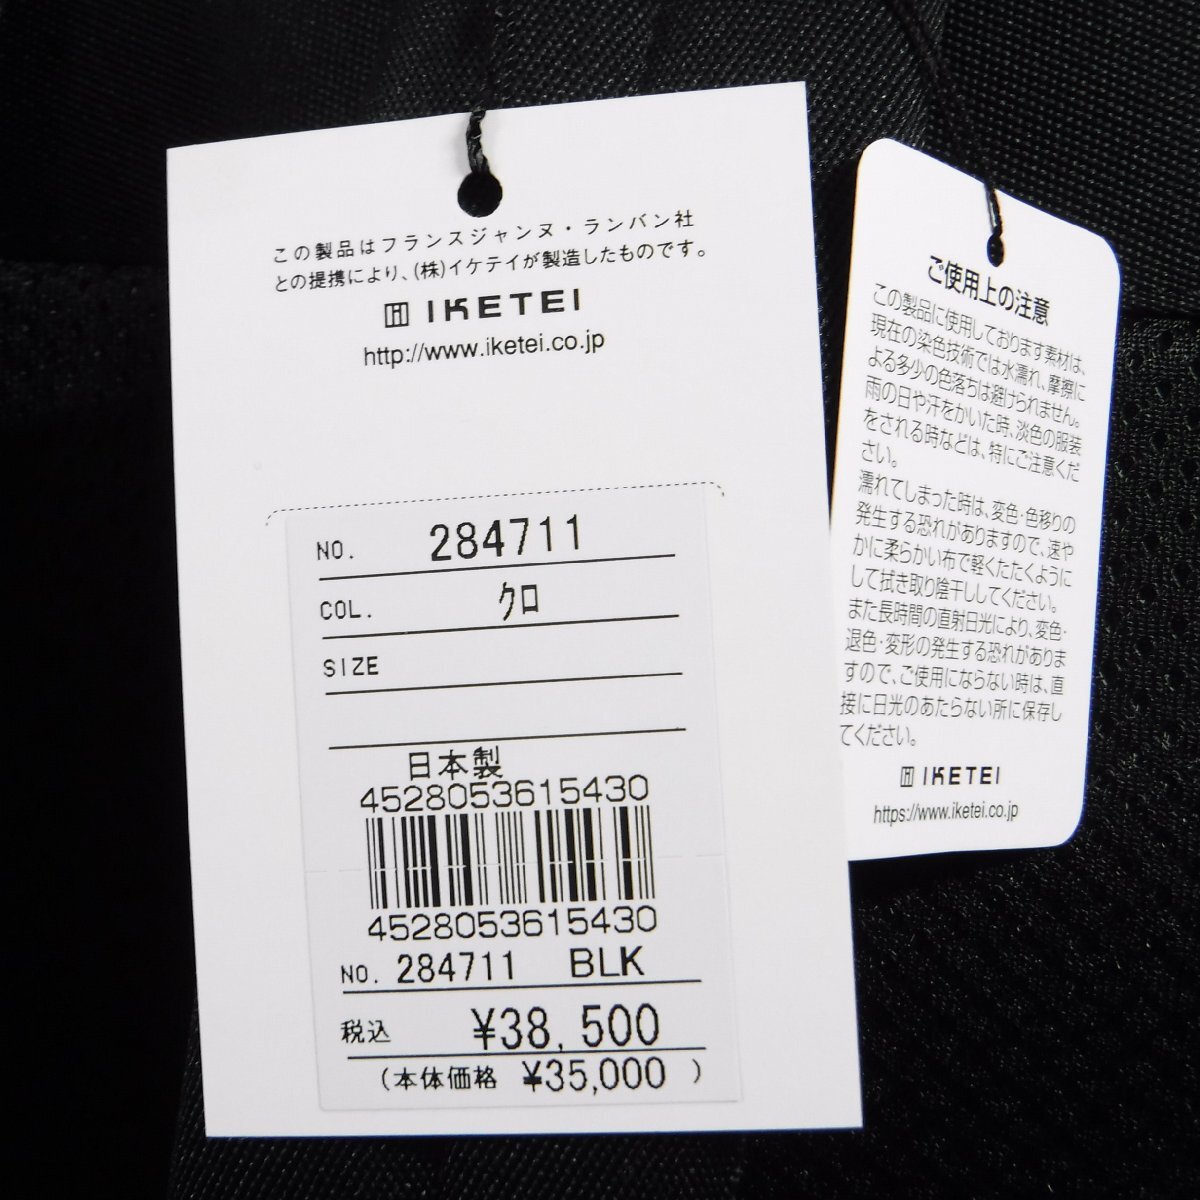 この製品はフランスジャンヌ・ランバン社
との提携により、(株)イケテイが製造したものです。
IKETEI
http://www.iketei.co.jp
NO. 284711
COL. クロ
SIZE
日本製
4528053615430
4528053615430
NO. 284711 BLK
税込 ¥38,500
(本体価格 ¥35,000 )
ご使用上の注意
この製品に使用しております素材は、
現在の染色技術では水濡れ、摩擦に
よる多少の色落ちは避けられません。
雨の日や汗をかいた時、淡色の服装
をされる時などは、特にご注意くだ
さい。
濡れてしまった時は、変色・色移りの
発生する恐れがありますので、速や
かに柔らかい布で軽くたたくように
して拭き取り陰干ししてください。
また長時間の直射日光により、変色・
退色・変形の発生する恐れがありま
すので、ご使用にならない時は、直
接に日光のあたらない所に保存し
てください。
IKETEI
https://www.iketei.co.jp